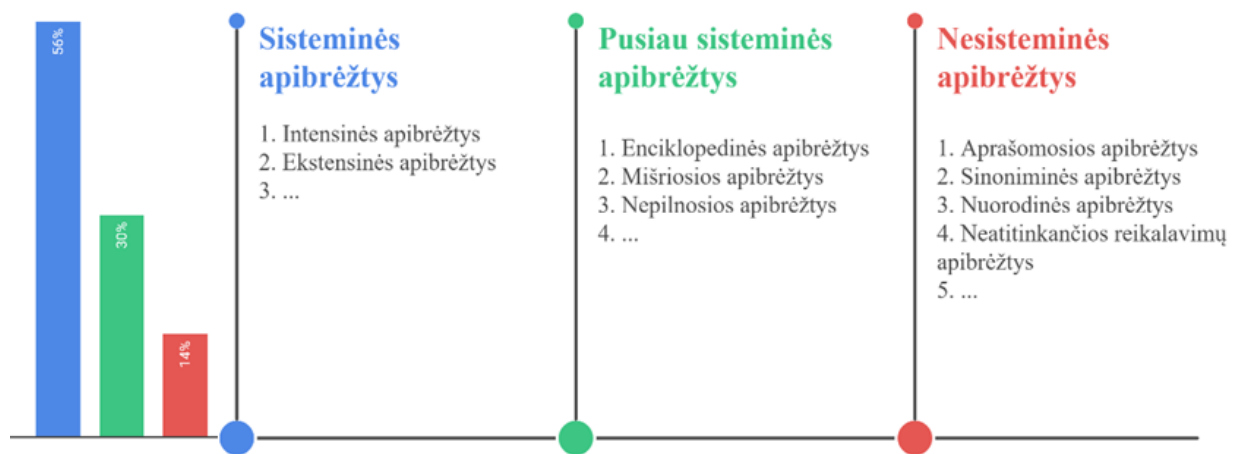 56%
30%
14%
Sisteminės
apibrėžtys
1. Intensinės apibrėžtys
2. Ekstensinės apibrėžtys
3. ...
Pusiau sisteminės
apibrėžtys
1. Enciklopedinės apibrėžtys
2. Mišriosios apibrėžtys
3. Nepilnosios apibrėžtys
4. ...
Nesisteminės
apibrėžtys
1. Aprašomosios apibrėžtys
2. Sinoniminės apibrėžtys
3. Nuorodinės apibrėžtys
4. Neatitinkančios reikalavimų
apibrėžtys
5. ...